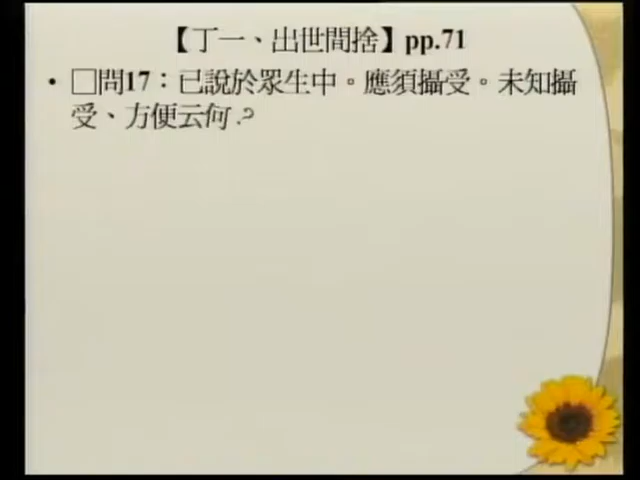 【丁一、出世間捨】pp.71
• □問17：已說於眾生中。應須攝受。未知攝
受、方便云何.?